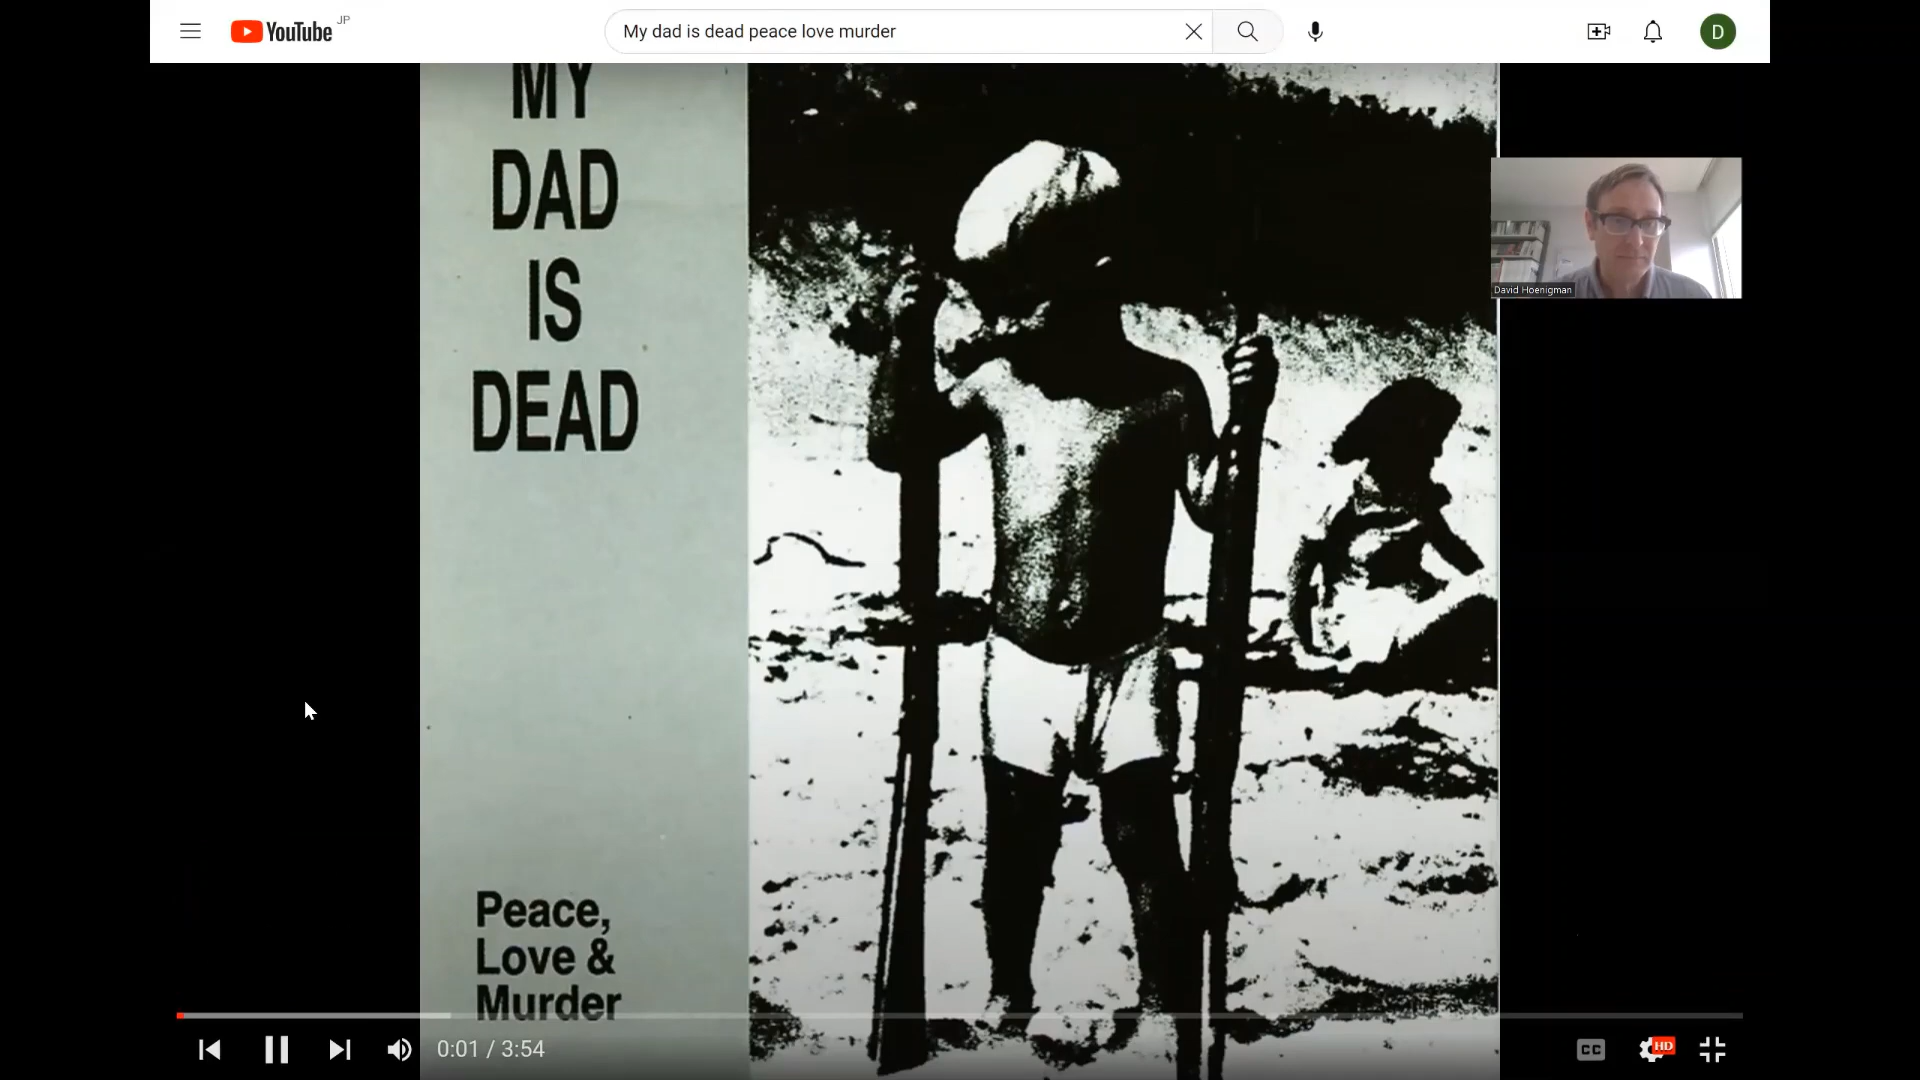 YouTube JP
My dad is dead peace love murder
D
MY
DAD
IS
DEAD
David Hoenigman
Peace,
Love &
Murder
0:01 / 3:54
CC
HD